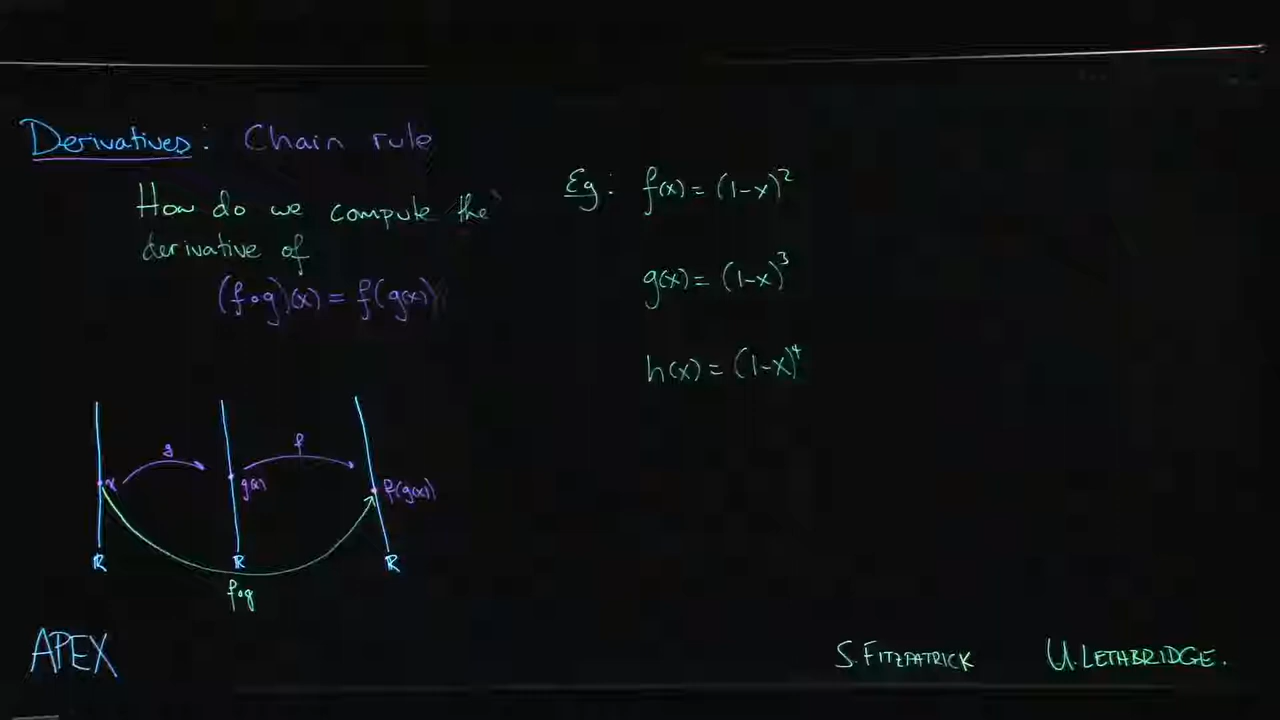 Derivatives: Chain rule
How do we compute the
derivative of
(f∘g)(x) = f(g(x))
Eg: f(x) = (1-x)²
g(x) = (1-x)³
h(x) = (1-x)⁴
g
f
x
g(x)
f(g(x))
ℝ
ℝ
ℝ
f∘g
APEX
S. FITZPATRICK
U. LETHBRIDGE.